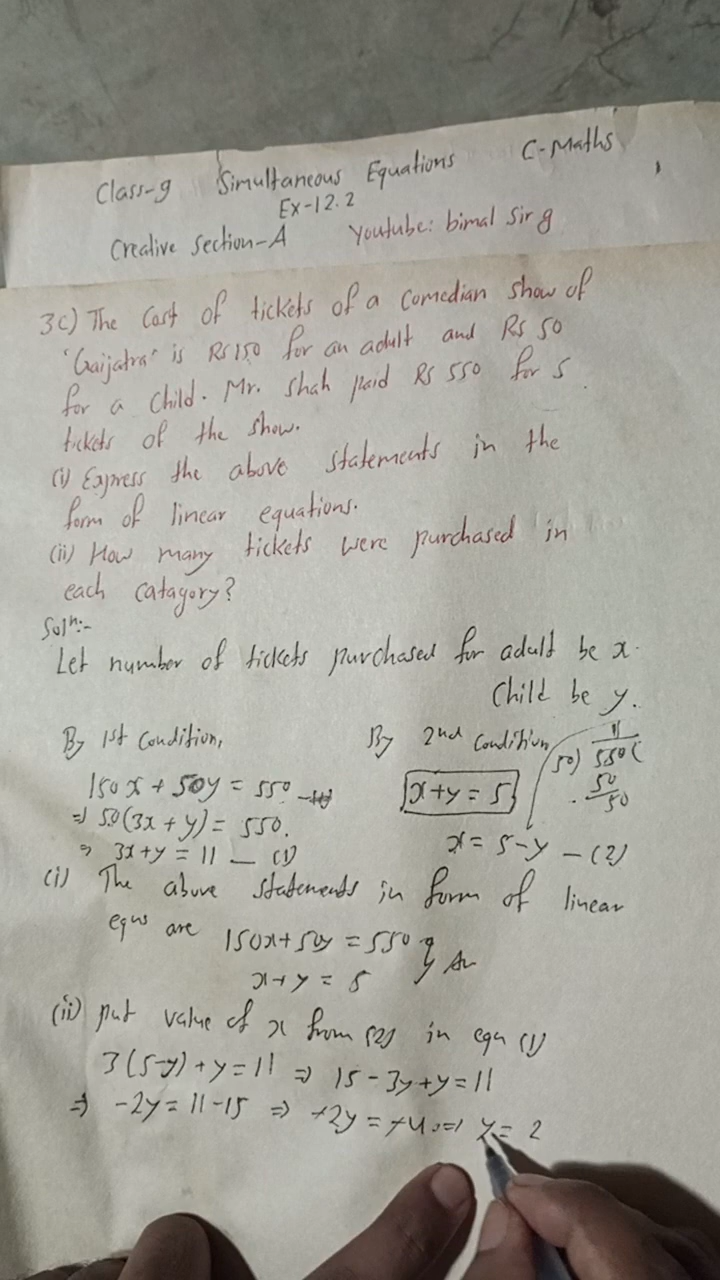 Class-9 Simultaneous Equations C-Maths
Ex-12.2
Creative Section-A Youtube: bimal Sir g
3c) The Cost of tickets of a Comedian Show of
'Gaijatra' is Rs 150 for an adult and Rs 50
for a Child. Mr. Shah paid Rs 550 for 5
tickets of the show.
(i) Express the above statements in the
form of linear equations.
(ii) How many tickets were purchased in
each catagory?
Solⁿ:-
Let number of tickets purchased for adult be x.
Child be y.
By 1st Condition,
150x + 50y = 550
⇒ 50(3x + y) = 550.
⇒ 3x + y = 11 — (1)
By 2nd Condition
x + y = 5
x = 5 - y - (2)
11
50) 550 (
50
50
(i) The above statements in form of linear
eqns are 150x + 50y = 550
x + y = 5
(ii) put value of x from (2) in eqn (1)
3(5-y) + y = 11 ⇒ 15 - 3y + y = 11
⇒ -2y = 11 - 15 ⇒ -2y = -4 ⇒ y = 2